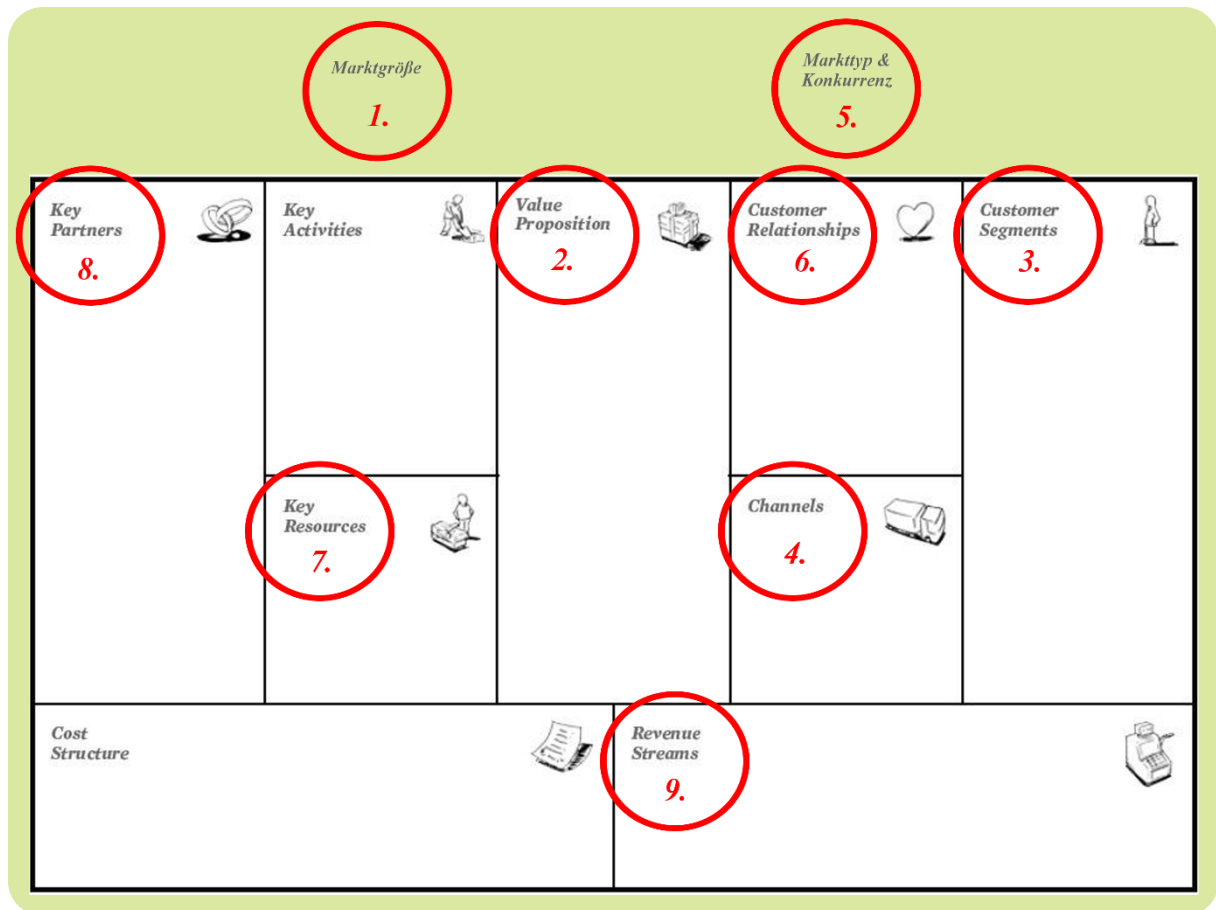 Marktgröße
1.
Markttyp &
Konkurrenz
5.
Key
Partners
8.
Key
Activities
Value
Proposition
2.
Customer
Relationships
6.
Customer
Segments
3.
Key
Resources
7.
Channels
4.
Cost
Structure
Revenue
Streams
9.